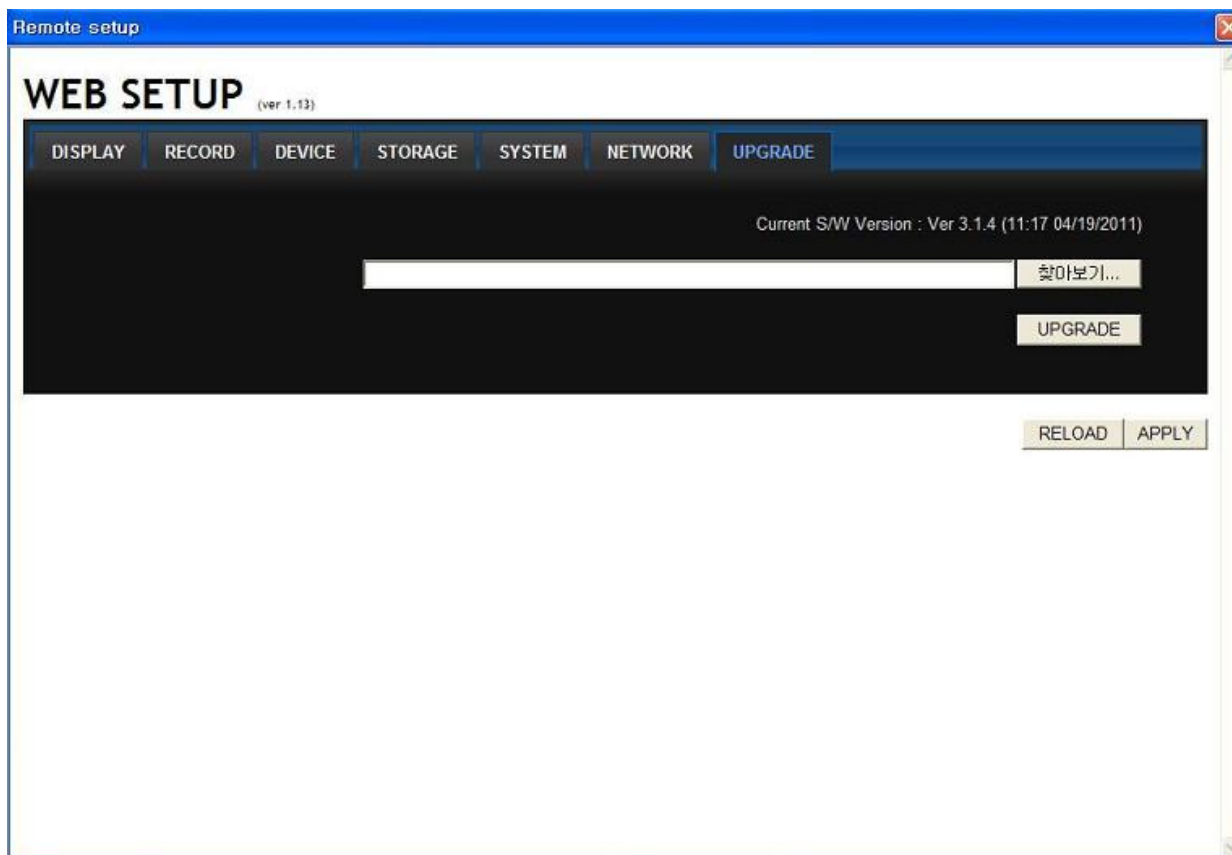 Remote setup
WEB SETUP (ver 1.13)
DISPLAY RECORD DEVICE STORAGE SYSTEM NETWORK UPGRADE
Current S/W Version : Ver 3.1.4 (11:17 04/19/2011)
찾아보기...
UPGRADE
RELOAD APPLY